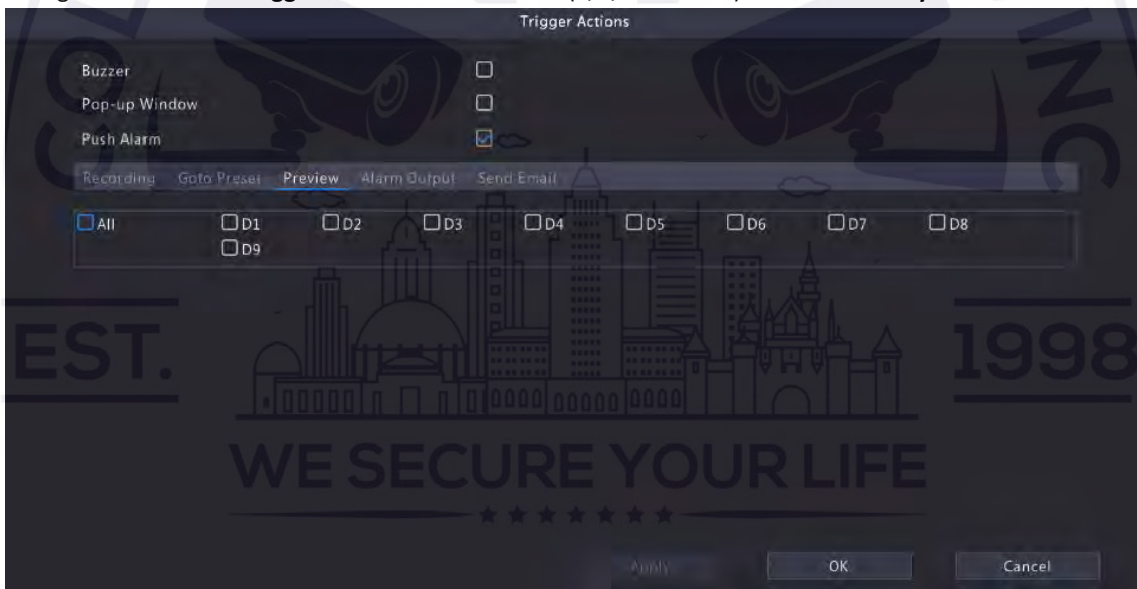 Trigger Actions
Buzzer
Pop-up Window
Push Alarm
Recording Goto Preset Preview Alarm Output Send Email
All D1 D2 D3 D4 D5 D6 D7 D8
D9
EST. 1998
INC
WE SECURE YOUR LIFE
Apply OK Cancel